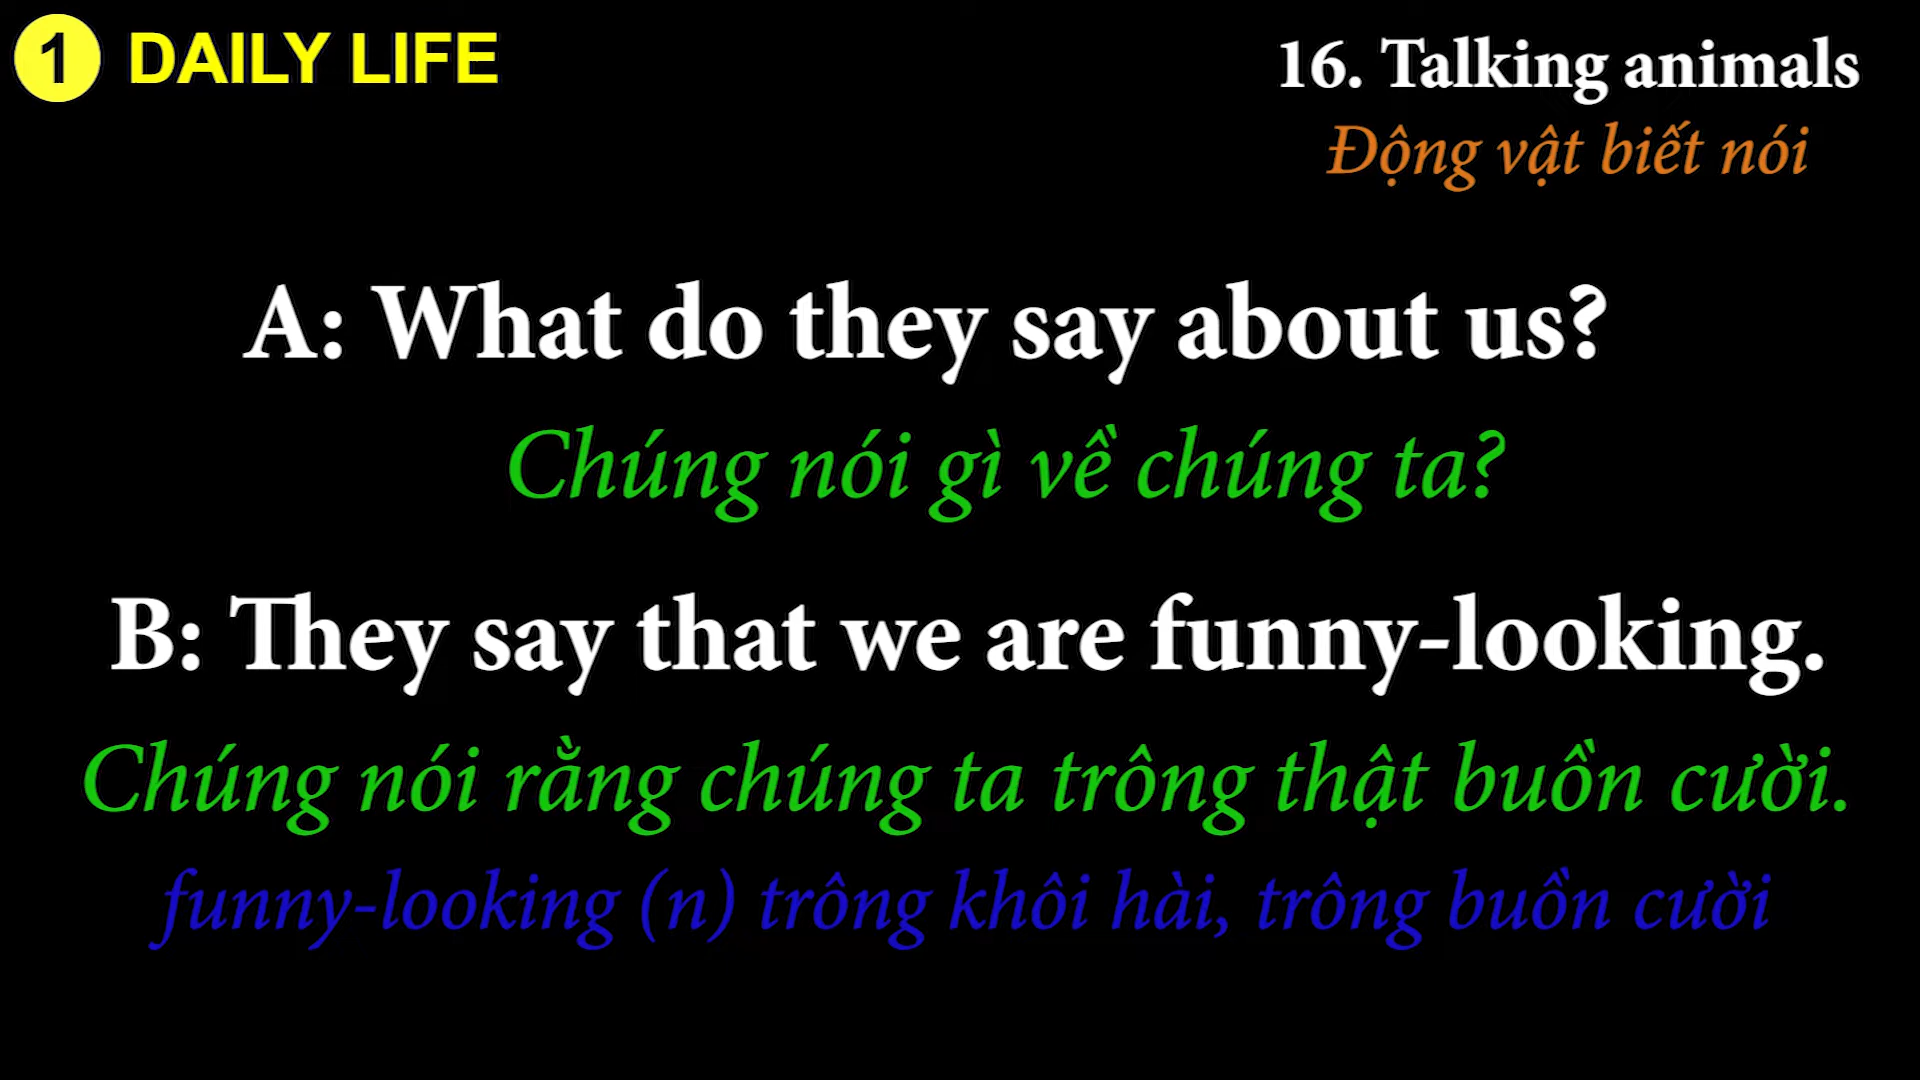 1 DAILY LIFE
16. Talking animals
Động vật biết nói
A: What do they say about us?
Chúng nói gì về chúng ta?
B: They say that we are funny-looking.
Chúng nói rằng chúng ta trông thật buồn cười.
funny-looking (n) trông khôi hài, trông buồn cười